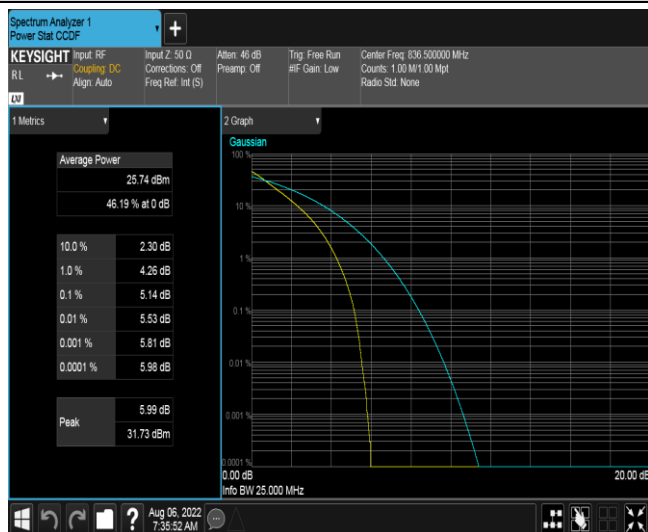 Spectrum Analyzer 1
Power Stat CCDF
KEYSIGHT
RL
LXI
Input: RF
Coupling: DC
Align: Auto
Input Z: 50 Ω
Corrections: Off
Freq Ref: Int (S)
Atten: 46 dB
Preamp: Off
Trig: Free Run
#IF Gain: Low
Center Freq: 836.500000 MHz
Counts: 1.00 M/1.00 Mpt
Radio Std: None
1 Metrics
Average Power
25.74 dBm
46.19 % at 0 dB
10.0 % 2.30 dB
1.0 % 4.26 dB
0.1 % 5.14 dB
0.01 % 5.53 dB
0.001 % 5.81 dB
0.0001 % 5.98 dB
Peak
5.99 dB
31.73 dBm
2 Graph
Gaussian
100 %
10 %
1 %
0.1 %
0.01 %
0.001 %
0.0001 %
0.00 dB 20.00 dB
Info BW 25.000 MHz
?
Aug 06, 2022
7:35:52 AM